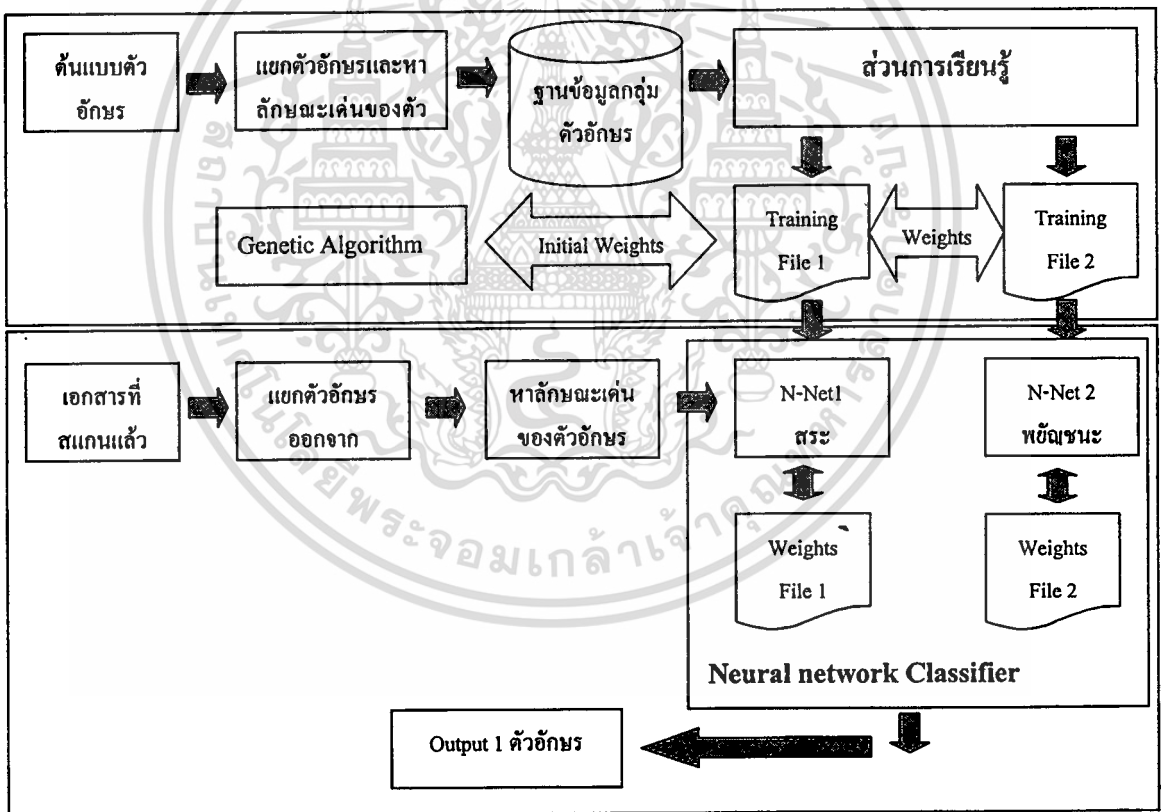 ต้นแบบตัว
อักษร
แยกตัวอักษรและหา
ลักษณะเด่นของตัว
ฐานข้อมูลกลุ่ม
ตัวอักษร
ส่วนการเรียนรู้
Genetic Algorithm
Initial Weights
Training
File 1
Weights
Training
File 2
เอกสารที่
สแกนแล้ว
แยกตัวอักษร
ออกจาก
หาลักษณะเด่น
ของตัวอักษร
N-Net1
สระ
N-Net 2
พยัญชนะ
Weights
File 1
Weights
File 2
Neural network Classifier
Output 1 ตัวอักษร